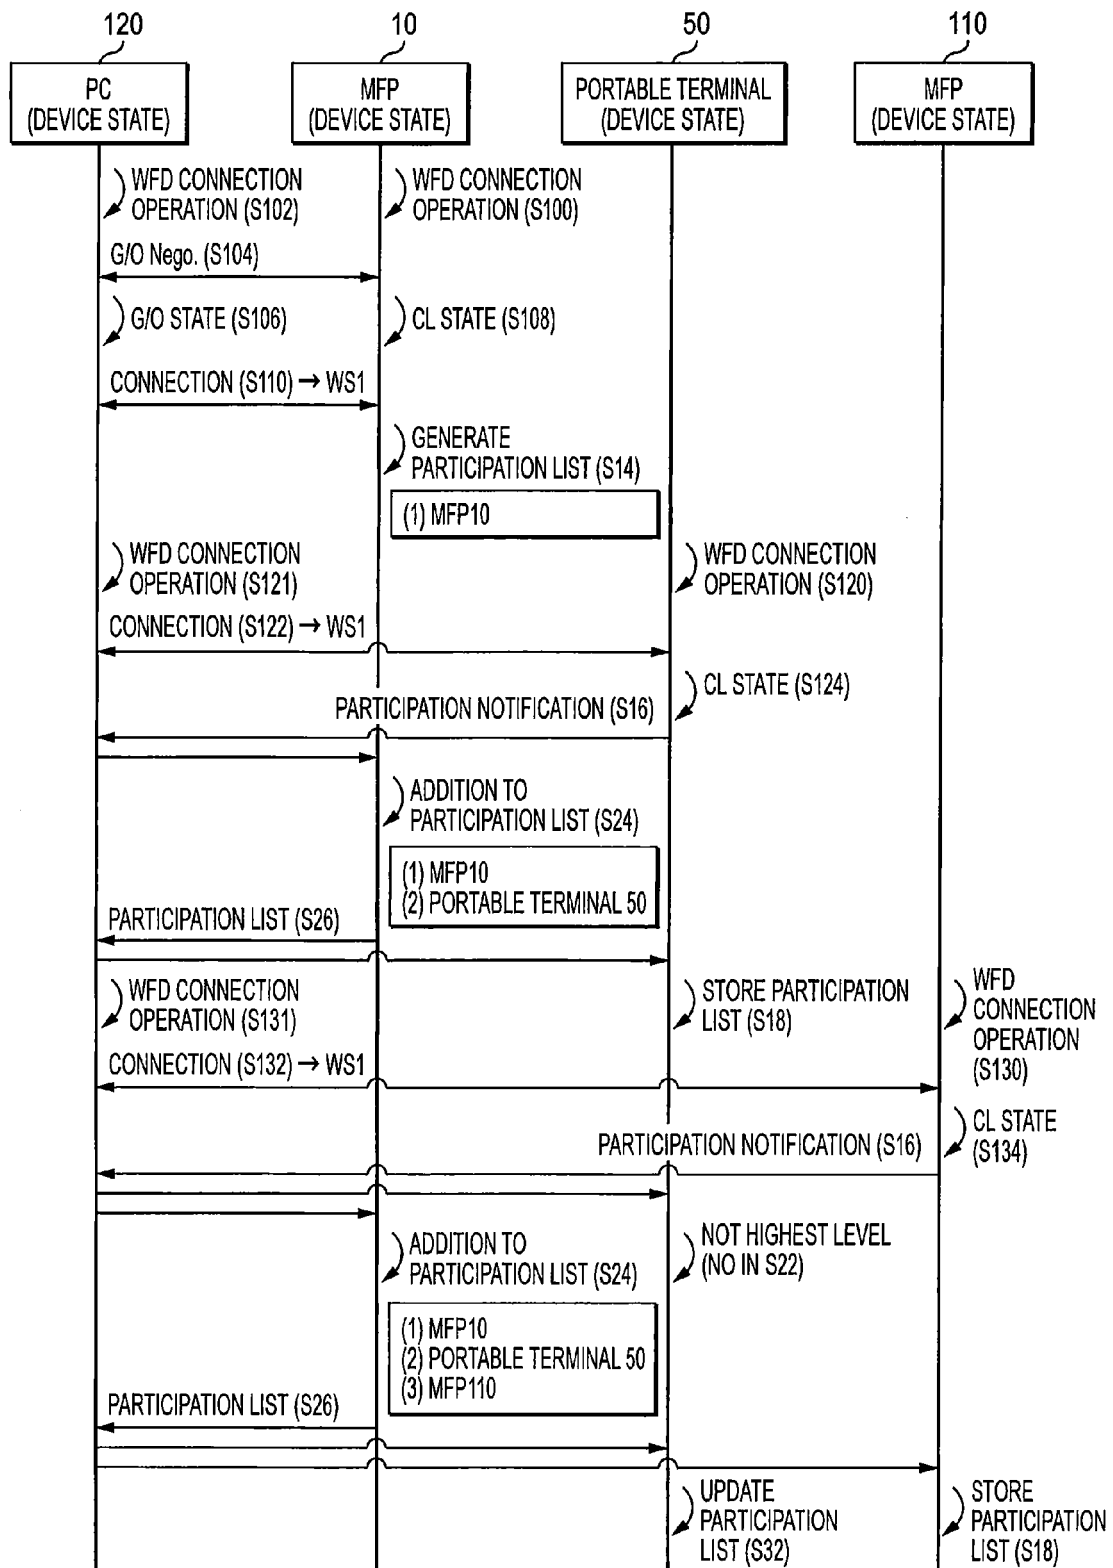 120
10
50
110
PC
(DEVICE STATE)
MFP
(DEVICE STATE)
PORTABLE TERMINAL
(DEVICE STATE)
MFP
(DEVICE STATE)
WFD CONNECTION
OPERATION (S102)
WFD CONNECTION
OPERATION (S100)
G/O Nego. (S104)
G/O STATE (S106)
CL STATE (S108)
CONNECTION (S110) → WS1
GENERATE
PARTICIPATION LIST (S14)
(1) MFP10
WFD CONNECTION
OPERATION (S121)
WFD CONNECTION
OPERATION (S120)
CONNECTION (S122) → WS1
CL STATE (S124)
PARTICIPATION NOTIFICATION (S16)
ADDITION TO
PARTICIPATION LIST (S24)
(1) MFP10
(2) PORTABLE TERMINAL 50
PARTICIPATION LIST (S26)
WFD CONNECTION
OPERATION (S131)
STORE PARTICIPATION
LIST (S18)
WFD
CONNECTION
OPERATION
(S130)
CONNECTION (S132) → WS1
CL STATE
(S134)
PARTICIPATION NOTIFICATION (S16)
ADDITION TO
PARTICIPATION LIST (S24)
NOT HIGHEST LEVEL
(NO IN S22)
(1) MFP10
(2) PORTABLE TERMINAL 50
(3) MFP110
PARTICIPATION LIST (S26)
UPDATE
PARTICIPATION
LIST (S32)
STORE
PARTICIPATION
LIST (S18)